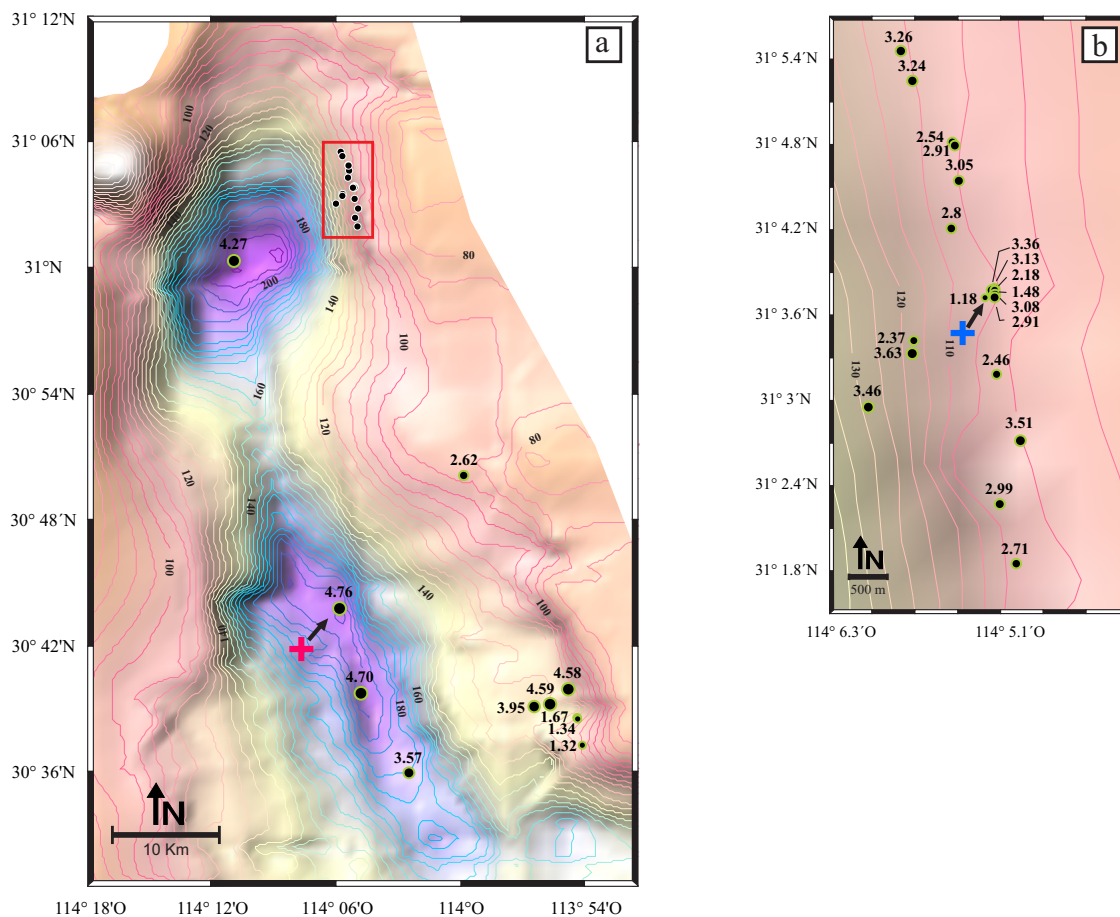 a
31° 12′N
31° 06′N
31° N
30° 54′N
30° 48′N
30° 42′N
30° 36′N
114° 18′O
114° 12′O
114° 06′O
114°O
113° 54′O
100
120
180
4.27
200
140
80
100
160
120
80
2.62
120
140
100
4.76
140
100
140
4.70
160
180
4.58
4.59
3.95
1.67
1.34
1.32
3.57
N
10 Km
b
31° 5.4′N
31° 4.8′N
31° 4.2′N
31° 3.6′N
31° 3′N
31° 2.4′N
31° 1.8′N
114° 6.3′O
114° 5.1′O
3.26
3.24
2.54
2.91
3.05
2.8
3.36
3.13
2.18
1.48
3.08
2.91
1.18
120
110
130
2.37
3.63
2.46
3.46
3.51
2.99
2.71
N
500 m